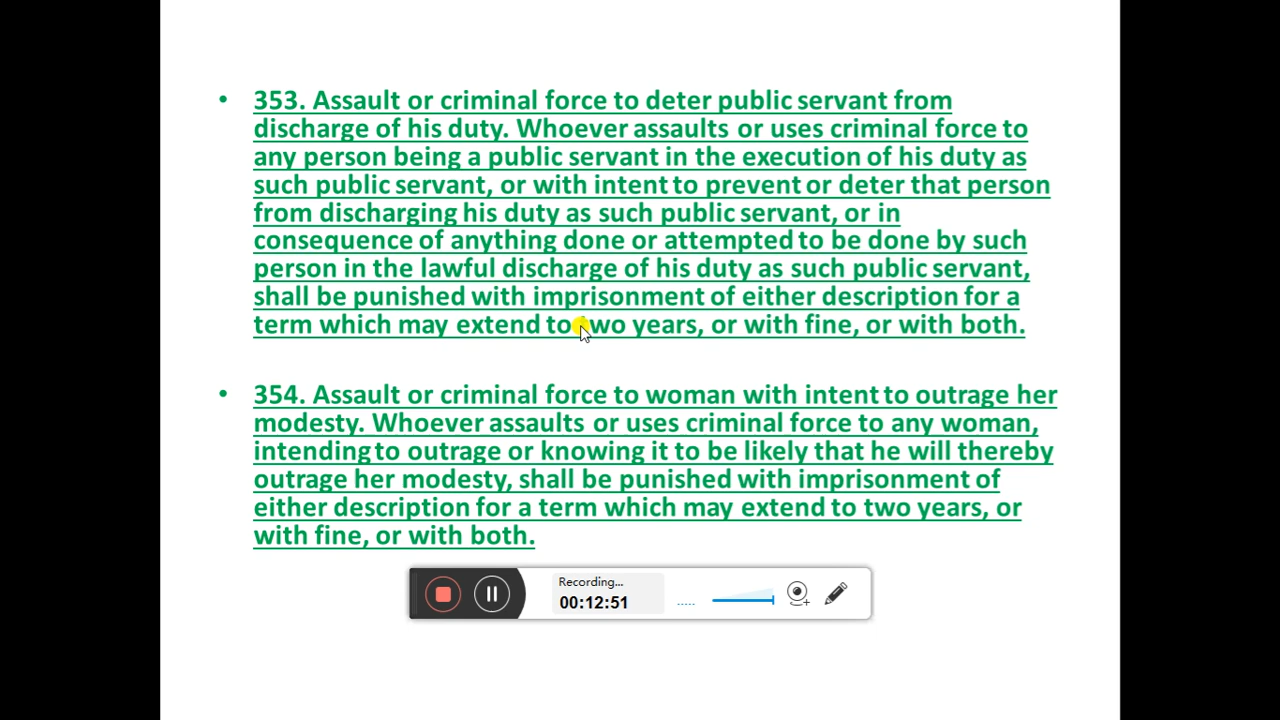 • 353. Assault or criminal force to deter public servant from
discharge of his duty. Whoever assaults or uses criminal force to
any person being a public servant in the execution of his duty as
such public servant, or with intent to prevent or deter that person
from discharging his duty as such public servant, or in
consequence of anything done or attempted to be done by such
person in the lawful discharge of his duty as such public servant,
shall be punished with imprisonment of either description for a
term which may extend to two years, or with fine, or with both.
• 354. Assault or criminal force to woman with intent to outrage her
modesty. Whoever assaults or uses criminal force to any woman,
intending to outrage or knowing it to be likely that he will thereby
outrage her modesty, shall be punished with imprisonment of
either description for a term which may extend to two years, or
with fine, or with both.
Recording...
00:12:51